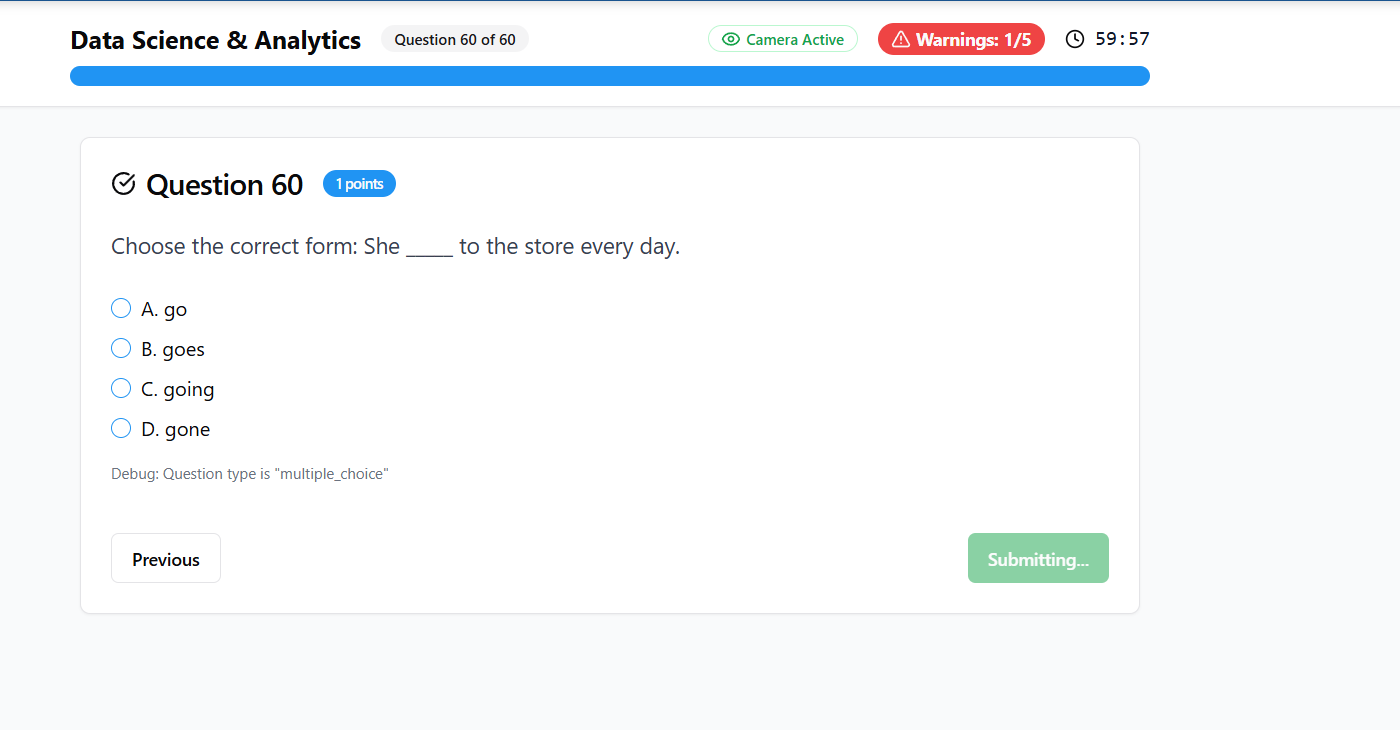 Data Science & Analytics Question 60 of 60 Camera Active Warnings: 1/5 59:57
Question 60 1 points
Choose the correct form: She _____ to the store every day.
A. go
B. goes
C. going
D. gone
Debug: Question type is "multiple_choice"
Previous Submitting...